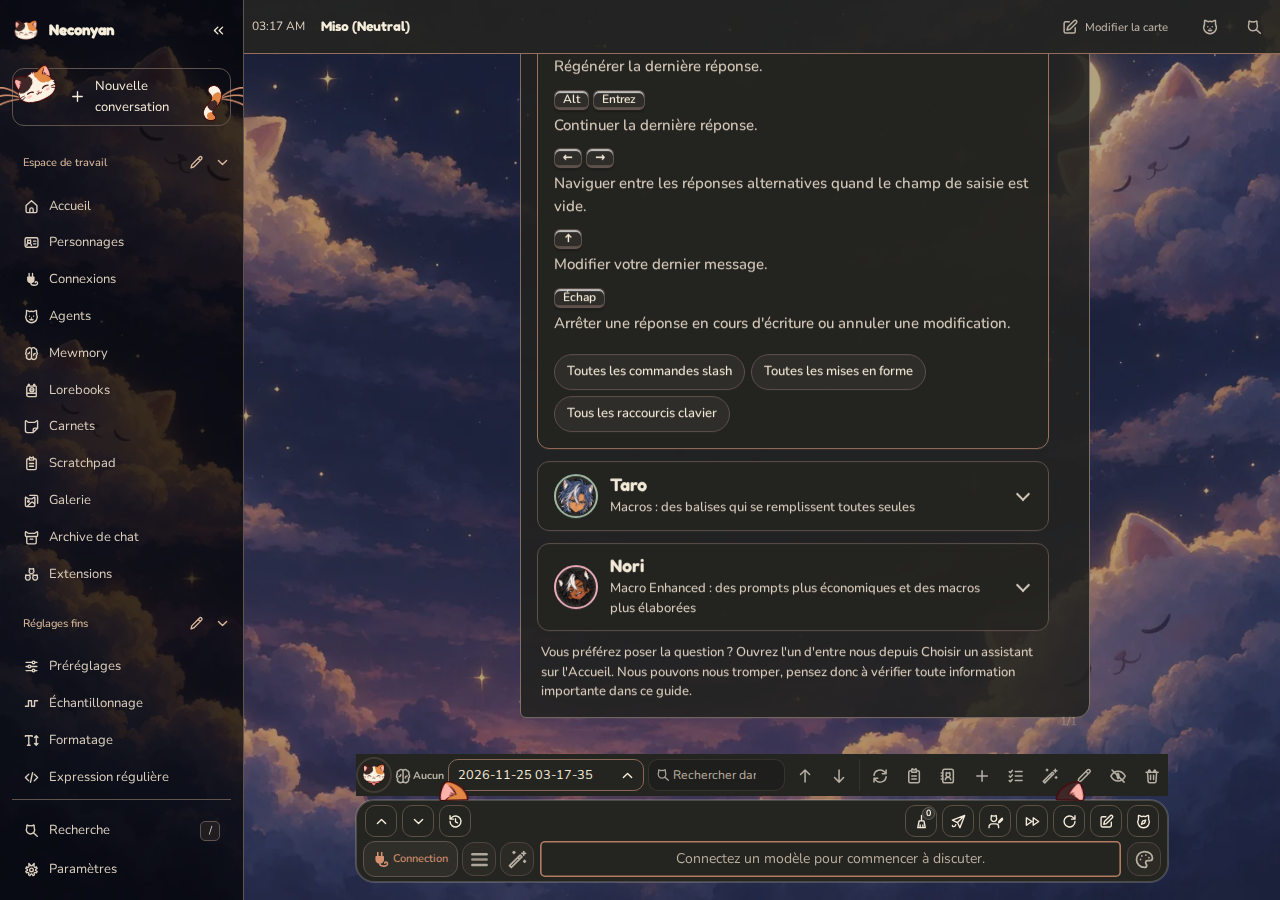 Neconyan
Nouvelle
conversation
Espace de travail
Accueil
Personnages
Connexions
Agents
Mewmory
Lorebooks
Carnets
Scratchpad
Galerie
Archive de chat
Extensions
Réglages fins
Préréglages
Échantillonnage
Formatage
Expression régulière
Recherche /
Paramètres
03:17 AM Miso (Neutral) Modifier la carte
Régénérer la dernière réponse.
Alt Entrez
Continuer la dernière réponse.
← →
Naviguer entre les réponses alternatives quand le champ de saisie est
vide.
↑
Modifier votre dernier message.
Échap
Arrêter une réponse en cours d'écriture ou annuler une modification.
Toutes les commandes slash Toutes les mises en forme
Tous les raccourcis clavier
Taro
Macros : des balises qui se remplissent toutes seules
Nori
Macro Enhanced : des prompts plus économiques et des macros
plus élaborées
Vous préférez poser la question ? Ouvrez l'un d'entre nous depuis Choisir un assistant
sur l'Accueil. Nous pouvons nous tromper, pensez donc à vérifier toute information
importante dans ce guide.
1/1
Aucun 2026-11-25 03-17-35 Rechercher dar
0
Connection Connectez un modèle pour commencer à discuter.